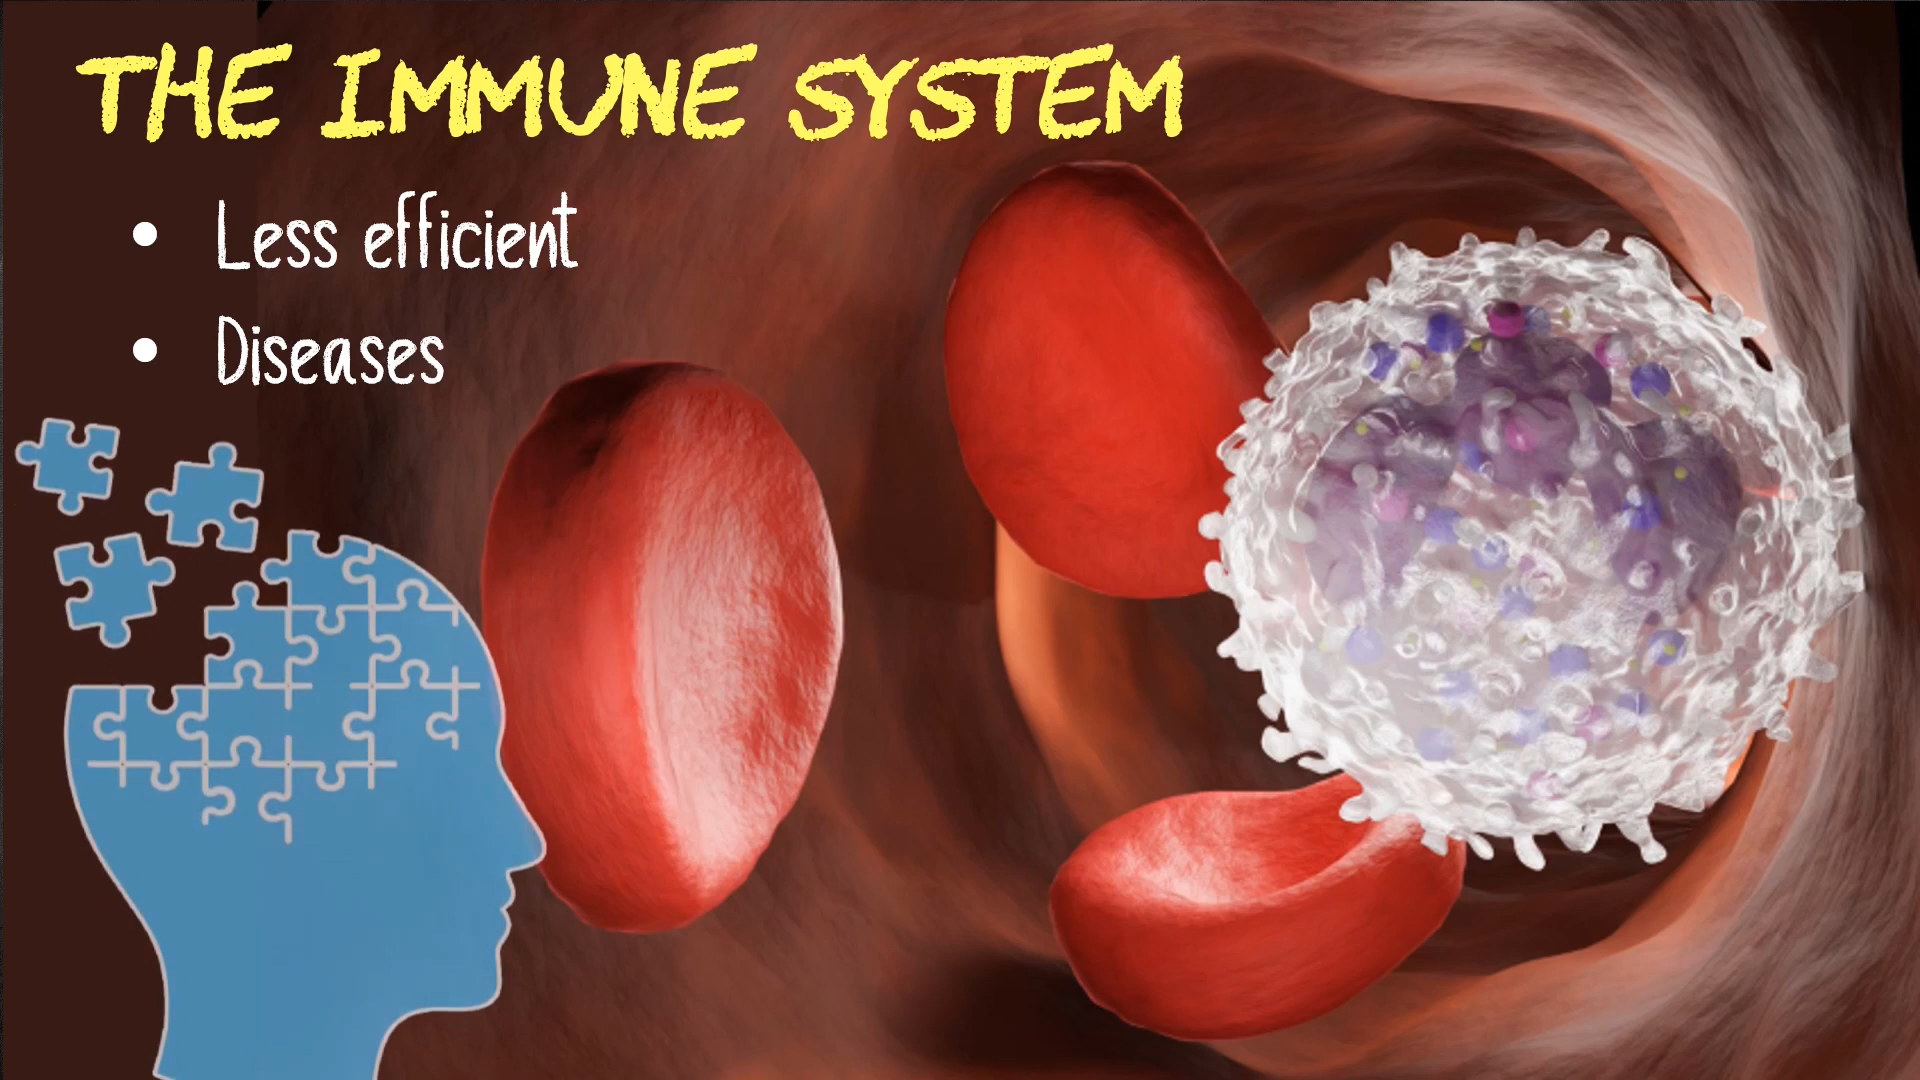 THE IMMUNE SYSTEM
• Less efficient
• Diseases